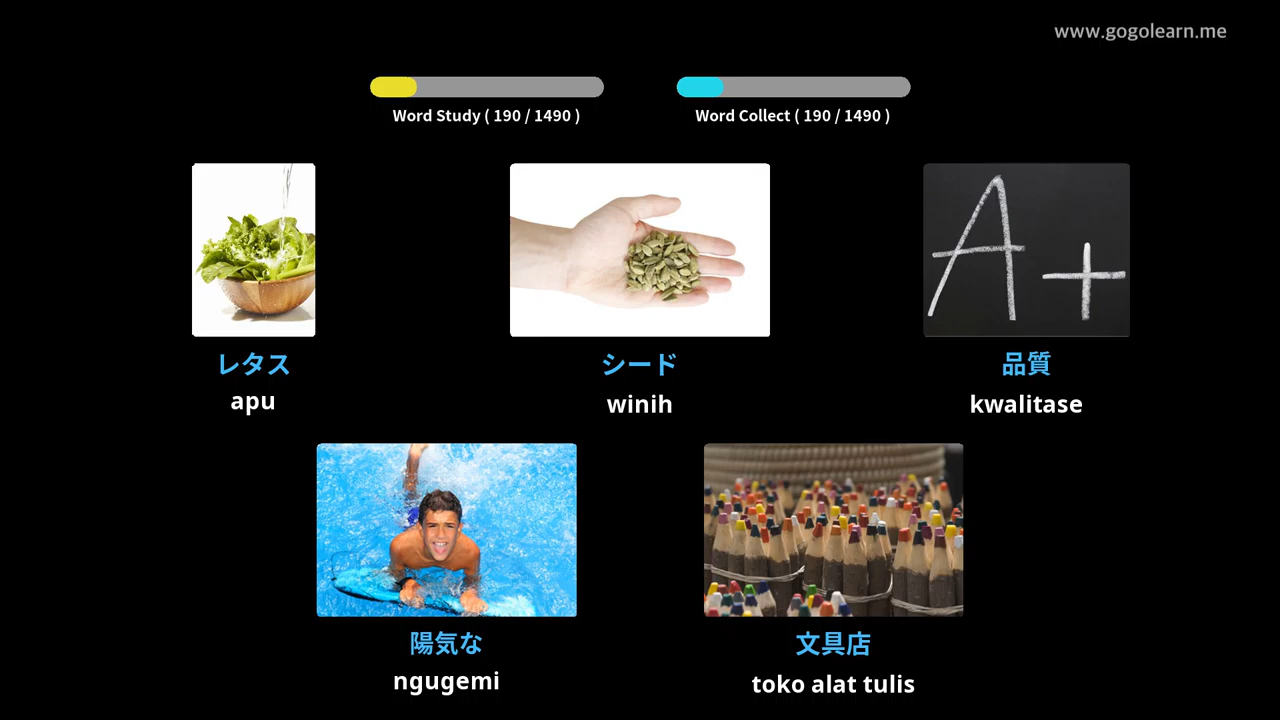 www.gogolearn.me
Word Study ( 190 / 1490 )
Word Collect ( 190 / 1490 )
レタス
apu
シード
winih
品質
kwalitase
A+
陽気な
ngugemi
文具店
toko alat tulis